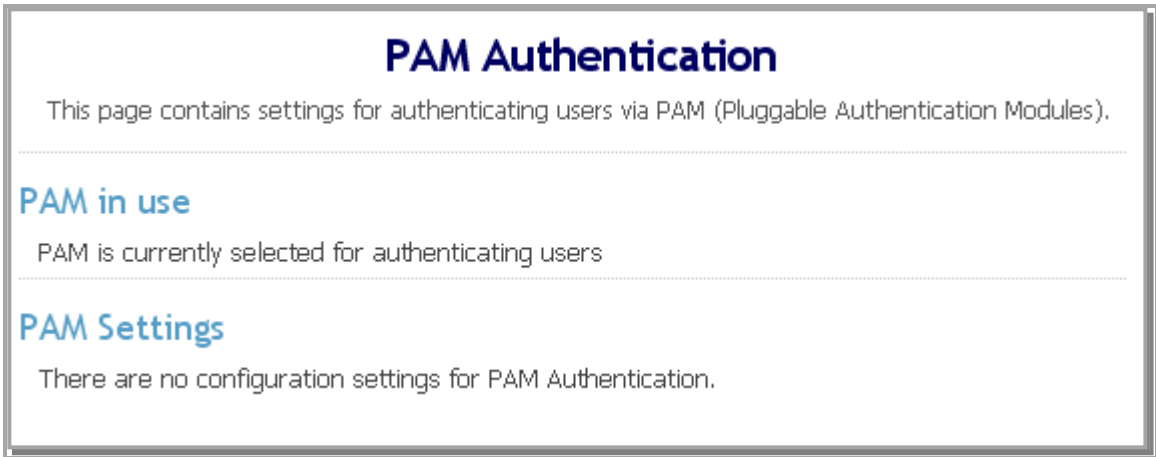 PAM Authentication
This page contains settings for authenticating users via PAM (Pluggable Authentication Modules).
PAM in use
PAM is currently selected for authenticating users
PAM Settings
There are no configuration settings for PAM Authentication.